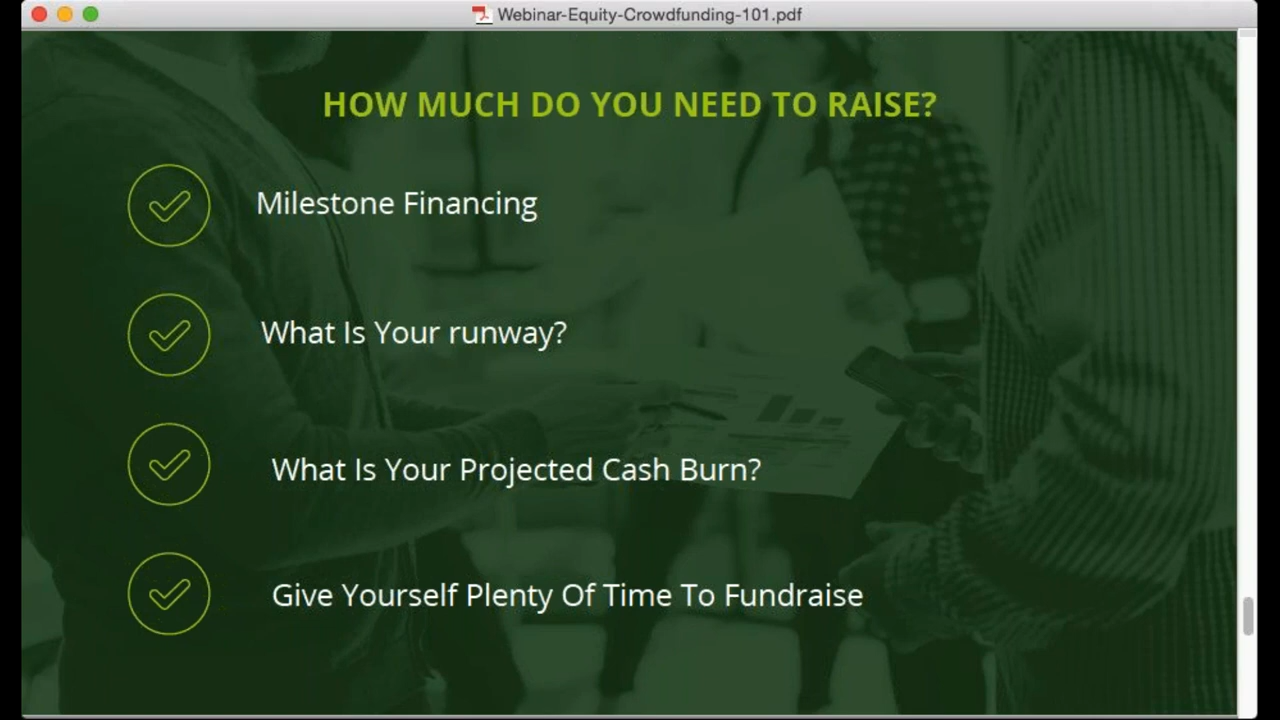 Webinar-Equity-Crowdfunding-101.pdf
HOW MUCH DO YOU NEED TO RAISE?
Milestone Financing
What Is Your runway?
What Is Your Projected Cash Burn?
Give Yourself Plenty Of Time To Fundraise